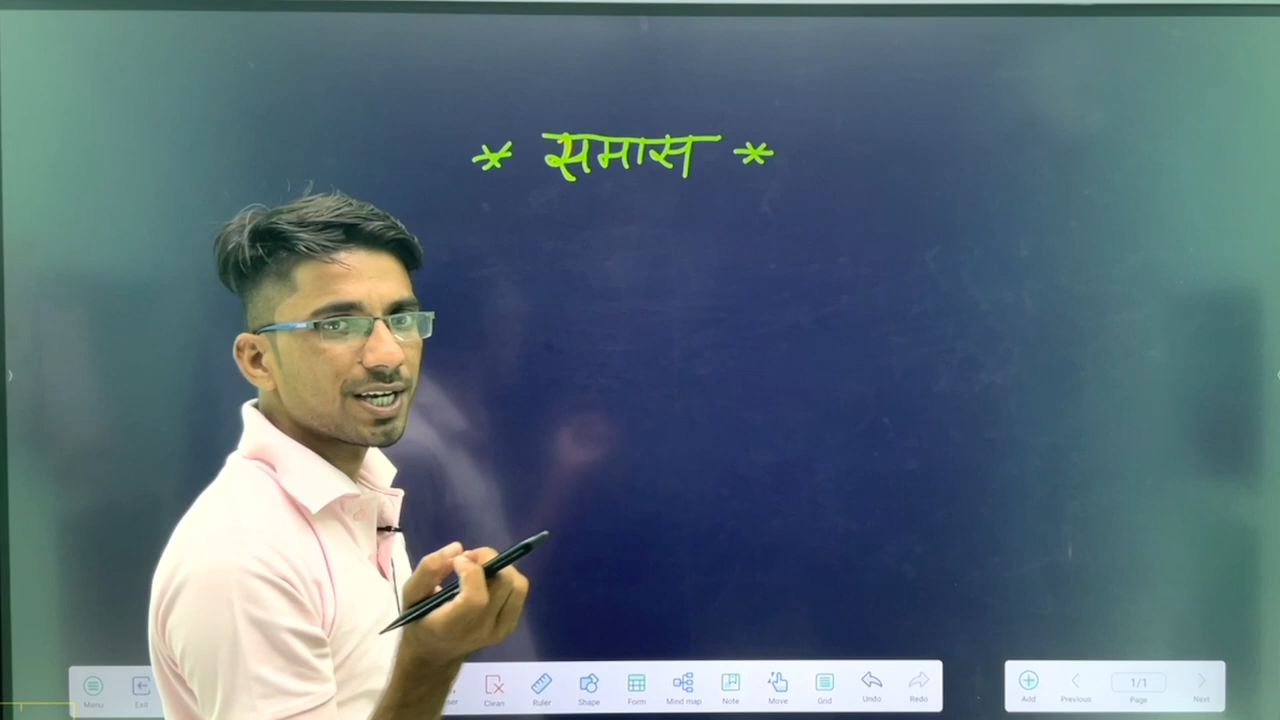 * समास *
Menu Exit Clean Ruler Shape Form Mind map Note Move Grid Undo Redo Add Previous 1/1 Page Next